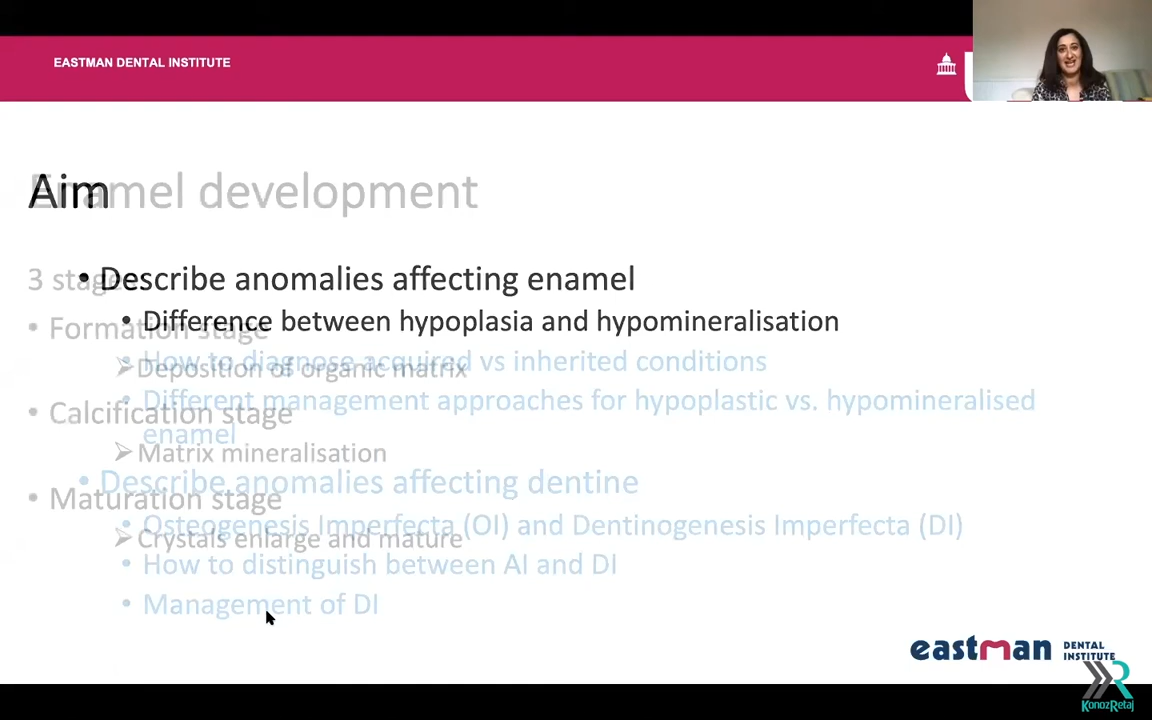 EASTMAN DENTAL INSTITUTE
Aim
Enamel development
• Describe anomalies affecting enamel
• Difference between hypoplasia and hypomineralisation
• How to diagnose acquired vs inherited conditions
• Different management approaches for hypoplastic vs. hypomineralised
enamel
• Describe anomalies affecting dentine
• Osteogenesis Imperfecta (OI) and Dentinogenesis Imperfecta (DI)
• How to distinguish between AI and DI
• Management of DI
3 stages
• Formation stage
➢ Deposition of organic matrix
• Calcification stage
➢ Matrix mineralisation
• Maturation stage
➢ Crystals enlarge and mature
eastman DENTAL
INSTITUTE
KonozRetaj